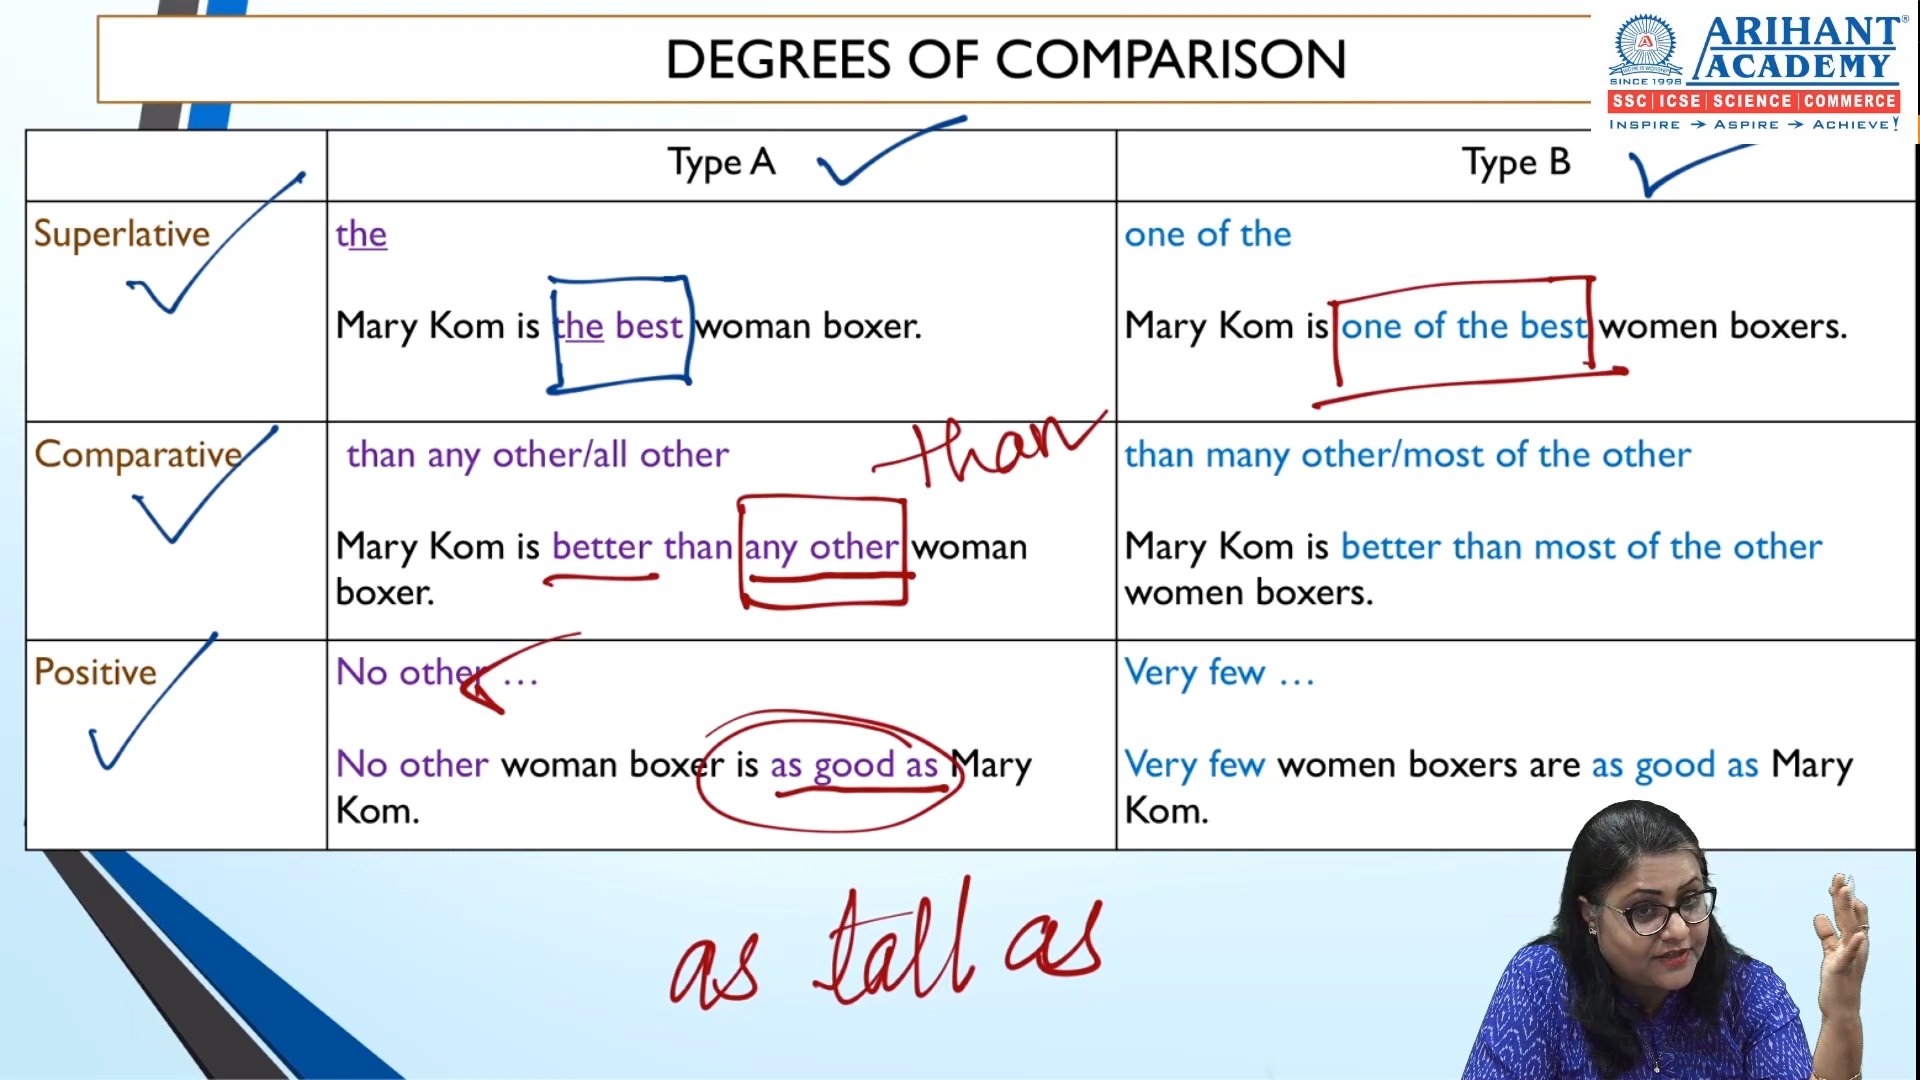 DEGREES OF COMPARISON
ARIHANT
ACADEMY
SINCE 1998
SSC | ICSE | SCIENCE | COMMERCE
INSPIRE → ASPIRE → ACHIEVE!
Type A
Type B
Superlative
the
Mary Kom is the best woman boxer.
one of the
Mary Kom is one of the best women boxers.
Comparative
than any other/all other
than
Mary Kom is better than any other woman
boxer.
than many other/most of the other
Mary Kom is better than most of the other
women boxers.
Positive
No other ...
No other woman boxer is as good as Mary
Kom.
Very few ...
Very few women boxers are as good as Mary
Kom.
as tall as